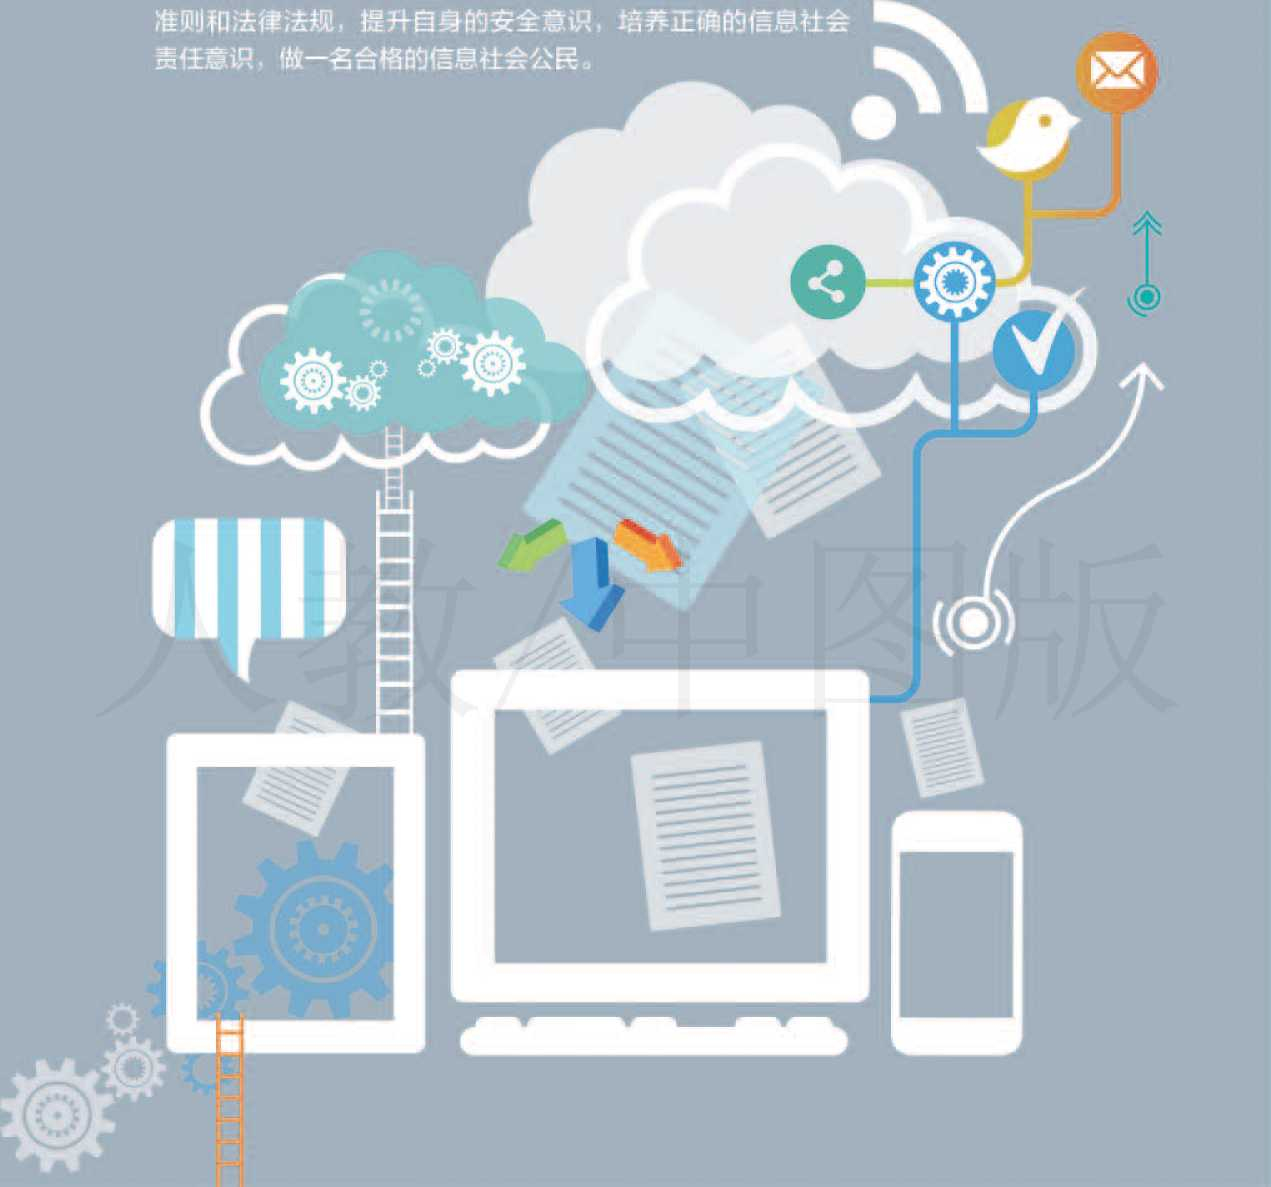 准则和法律法规，提升自身的安全意识，培养正确的信息社会
责任意识，做一名合格的信息社会公民。
人教/中图版